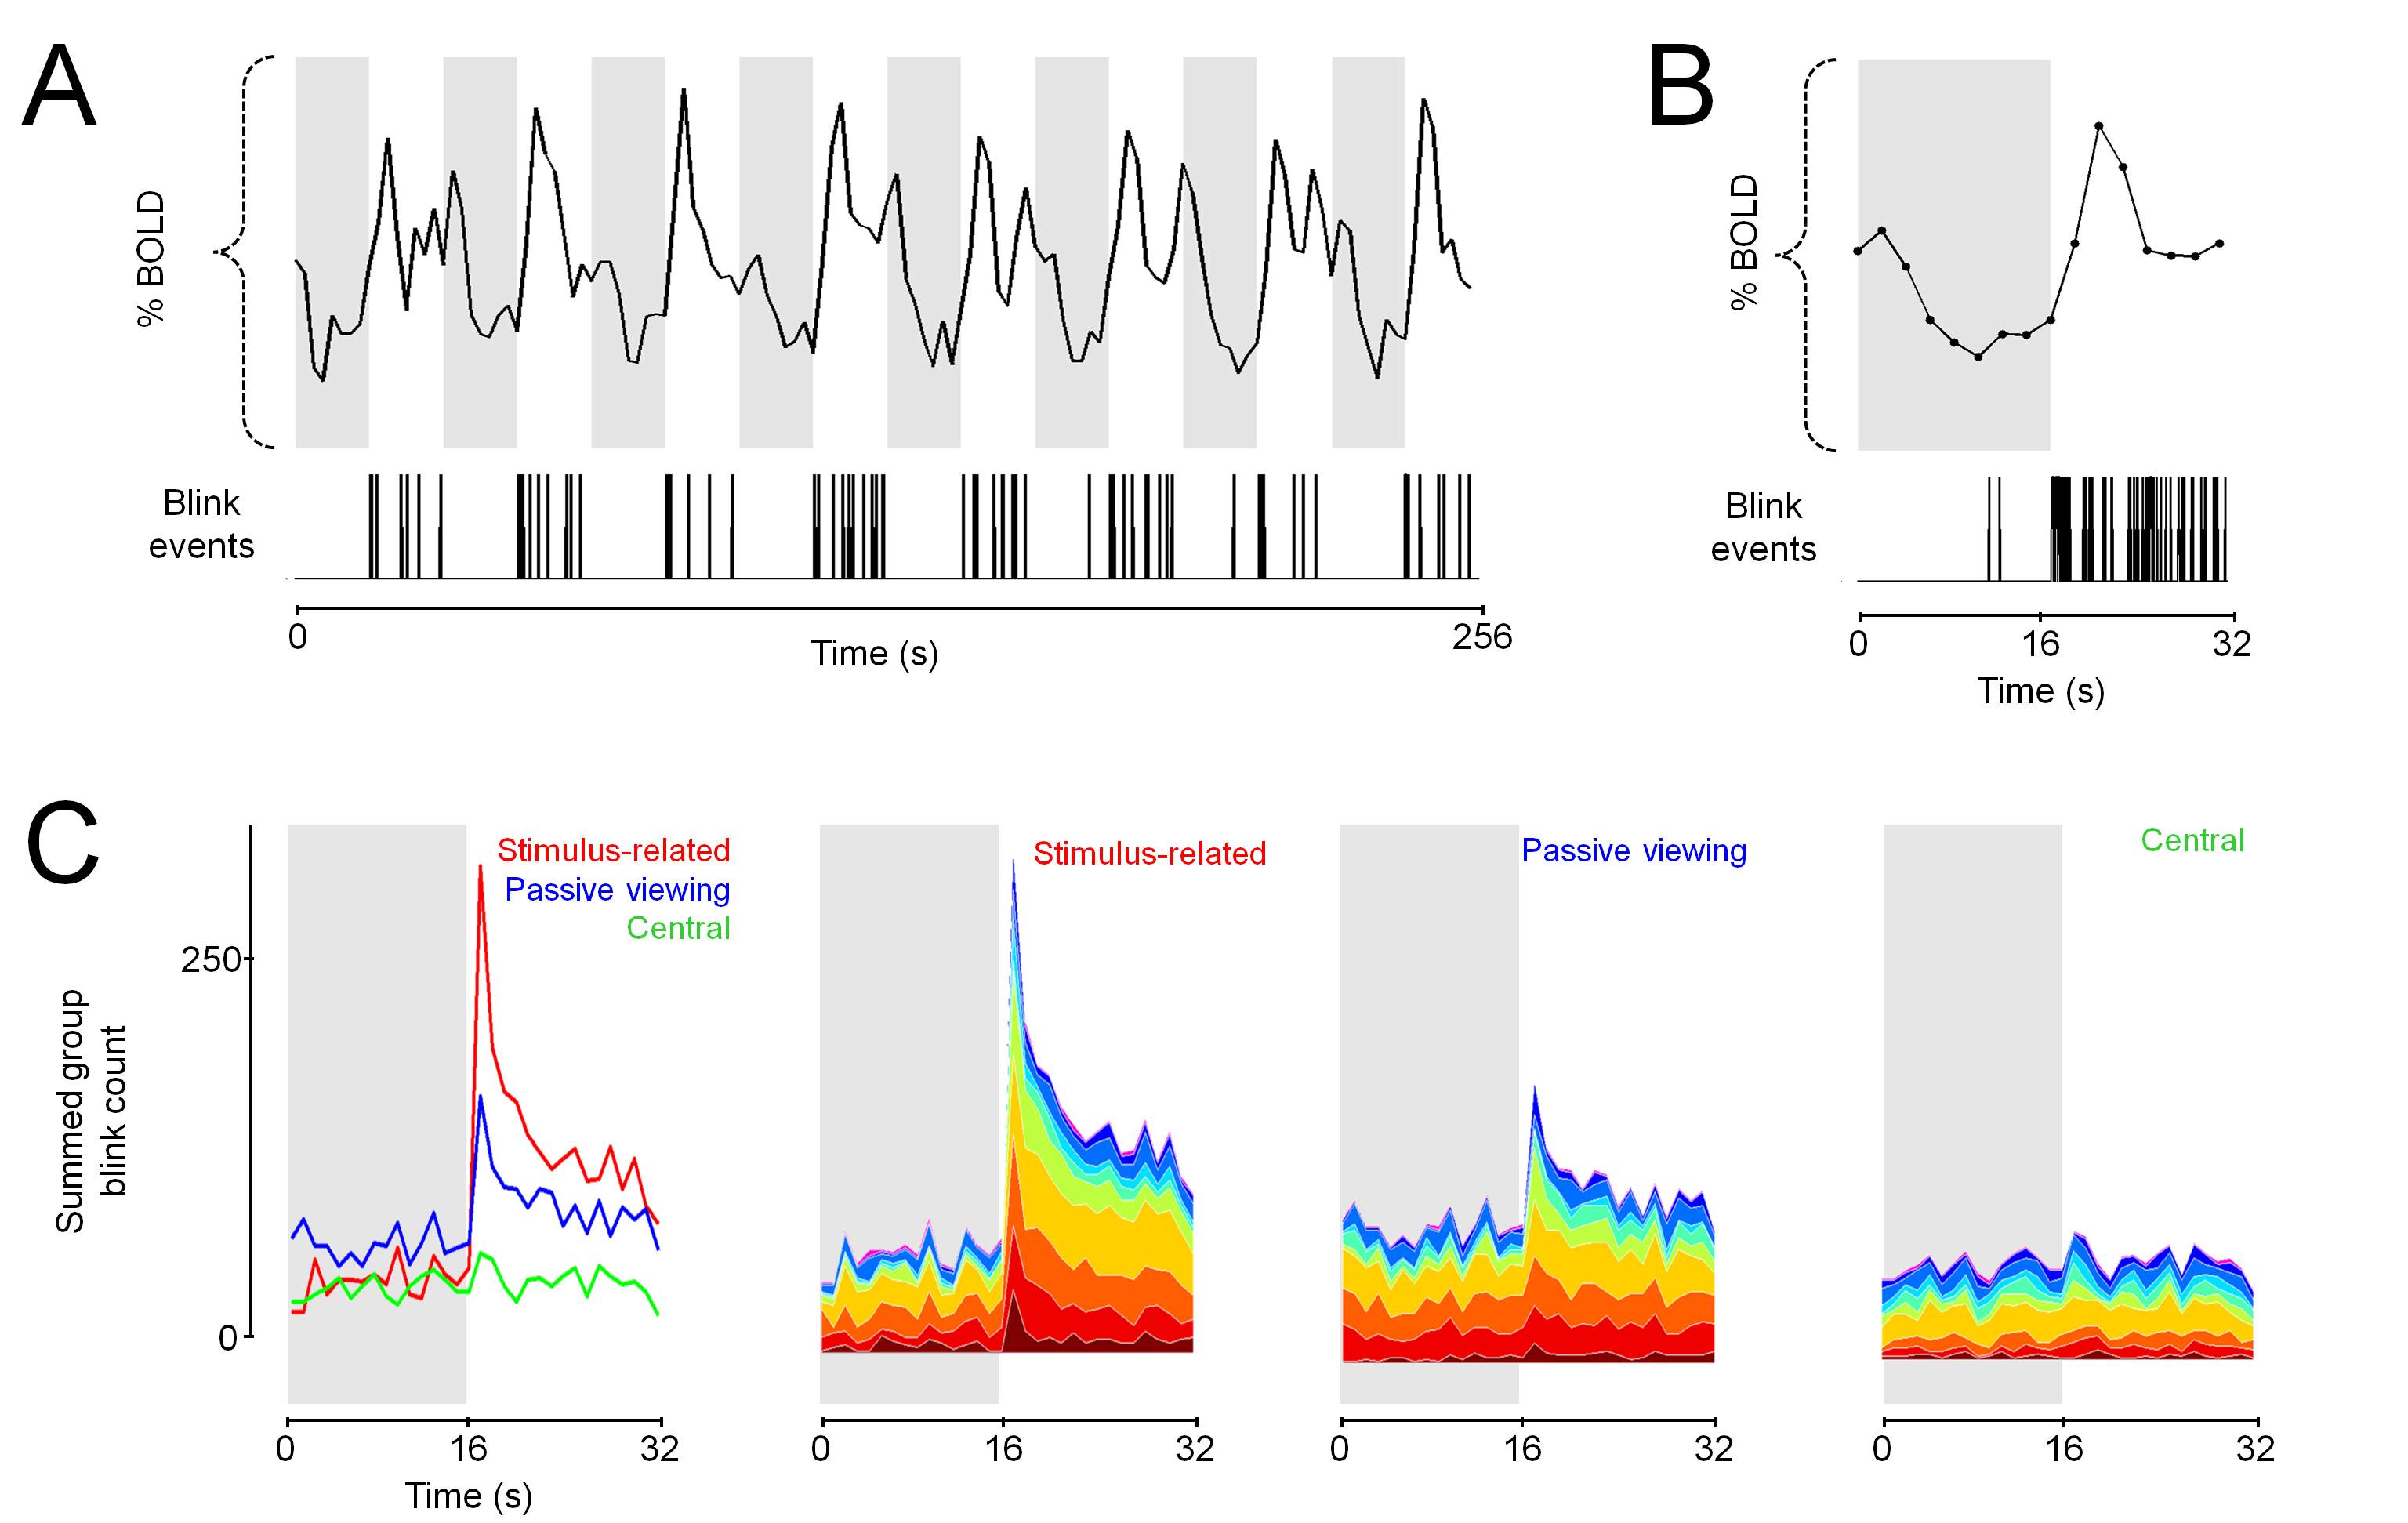 A
B
% BOLD
% BOLD
Blink
events
Blink
events
0
256
Time (s)
0
16
32
Time (s)
C
Stimulus-related
Passive viewing
Central
Stimulus-related
Passive viewing
Central
250
0
Summed group
blink count
0
16
32
0
16
32
0
16
32
0
16
32
Time (s)